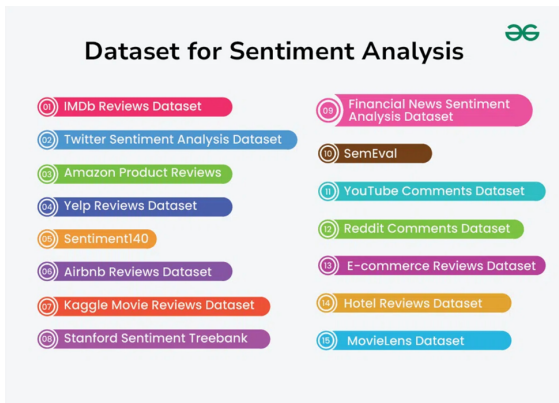 Dataset for Sentiment Analysis
01 IMDb Reviews Dataset
02 Twitter Sentiment Analysis Dataset
03 Amazon Product Reviews
04 Yelp Reviews Dataset
05 Sentiment140
06 Airbnb Reviews Dataset
07 Kaggle Movie Reviews Dataset
08 Stanford Sentiment Treebank
09 Financial News Sentiment
Analysis Dataset
10 SemEval
11 YouTube Comments Dataset
12 Reddit Comments Dataset
13 E-commerce Reviews Dataset
14 Hotel Reviews Dataset
15 MovieLens Dataset